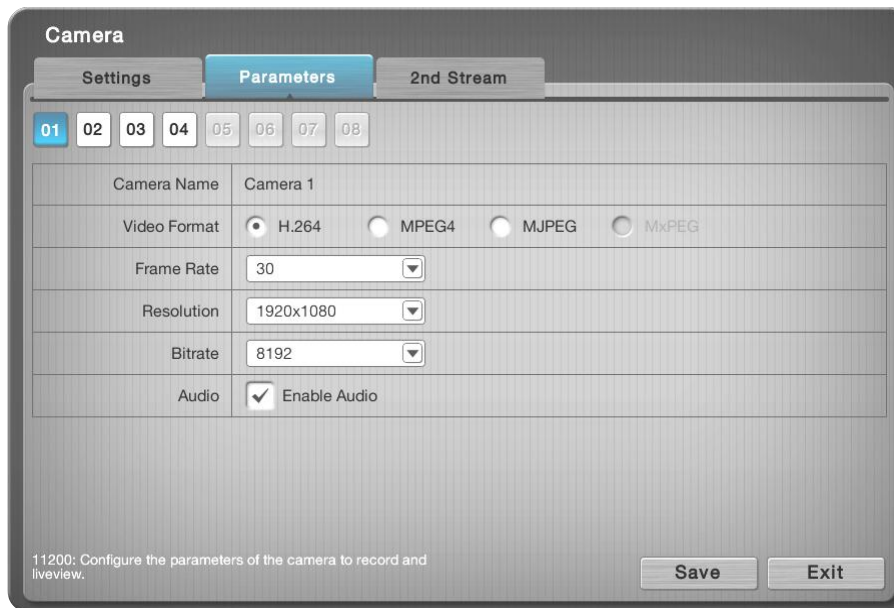 Camera
Settings Parameters 2nd Stream
01 02 03 04 05 06 07 08
Camera Name Camera 1
Video Format H.264 MPEG4 MJPEG MxPEG
Frame Rate 30
Resolution 1920x1080
Bitrate 8192
Audio Enable Audio
11200: Configure the parameters of the camera to record and
liveview.
Save Exit